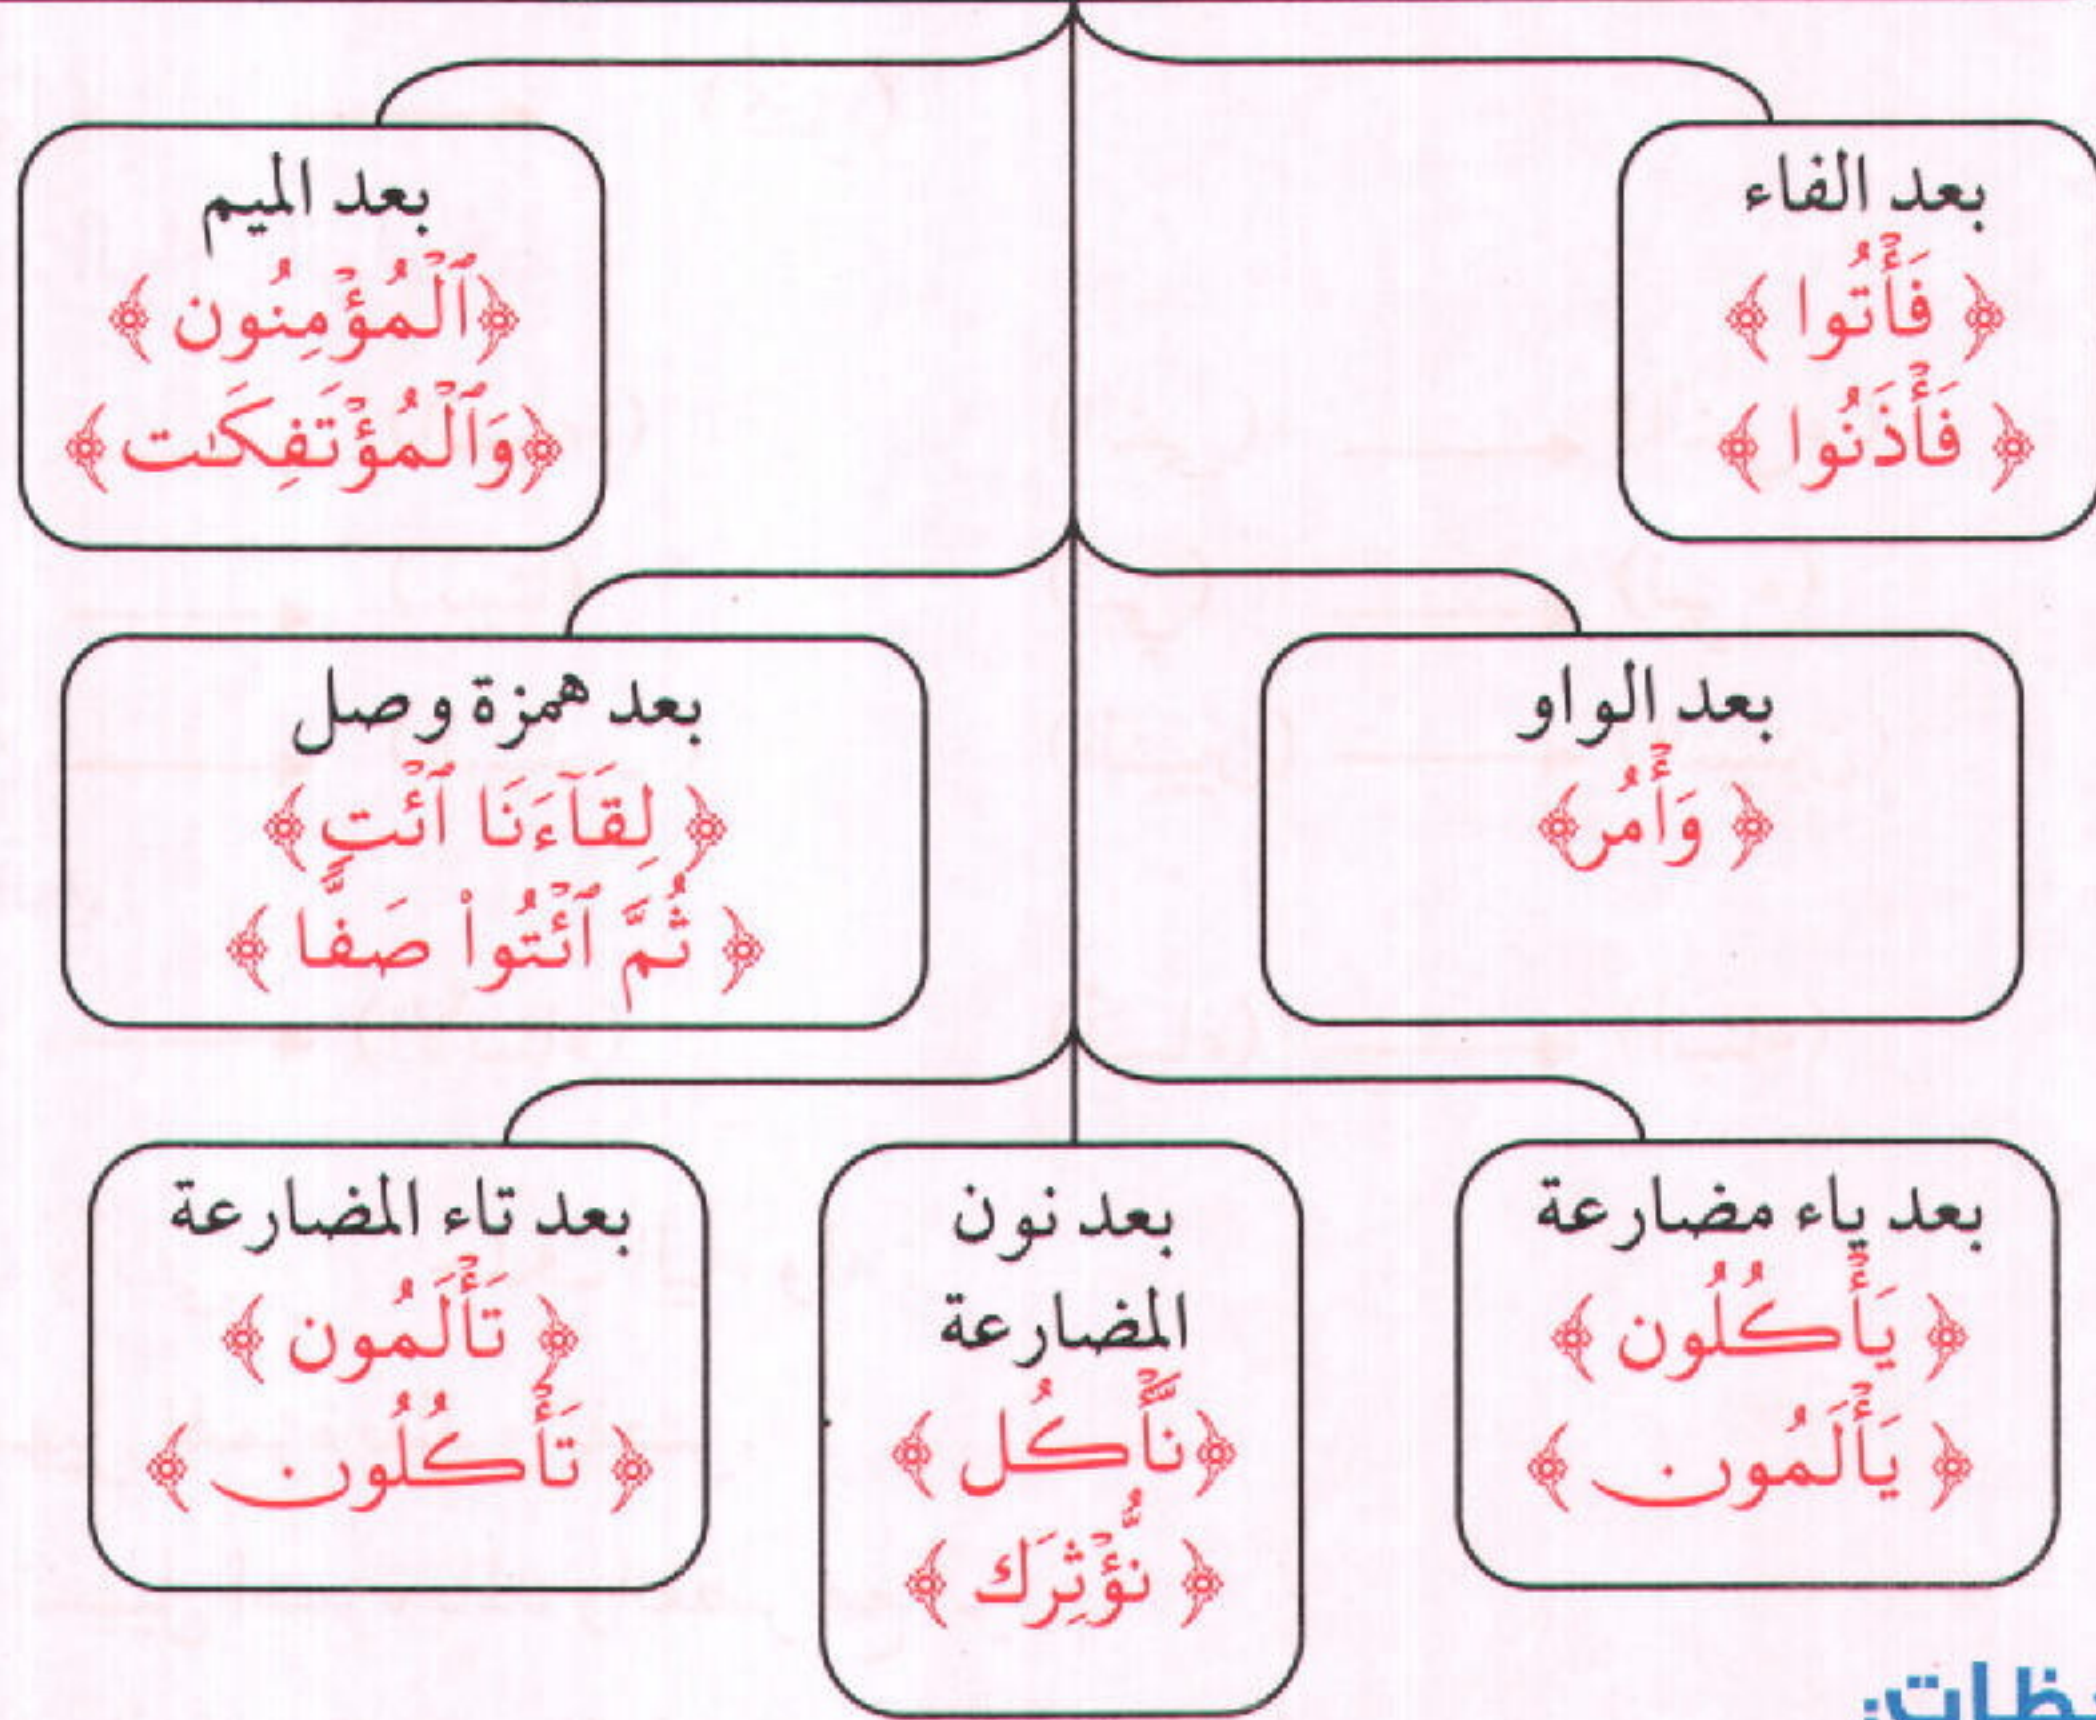 بعد الفاء
﴿ فَأْتُوا ﴾
﴿ فَأْذَنُوا ﴾
بعد الميم
﴿ٱلْمُؤْمِنُون ﴾
﴿وَٱلْمُؤْتَفِكَٰت﴾
بعد الواو
﴿ وَأْمُر﴾
بعد همزة وصل
﴿ لِقَآءَنَا ٱئْتِ﴾
﴿ ثُمَّ ٱئْتُوا۟ صَفًّا ﴾
بعد ياء مضارعة
﴿ يَأْكُلُون ﴾
﴿ يَأْلَمُون ﴾
بعد نون
المضارعة
﴿نَّأْكُل ﴾
﴿ نُّؤْثِرَك ﴾
بعد تاء المضارعة
﴿ تَأْلَمُون ﴾
﴿ تَأْكُلُون ﴾